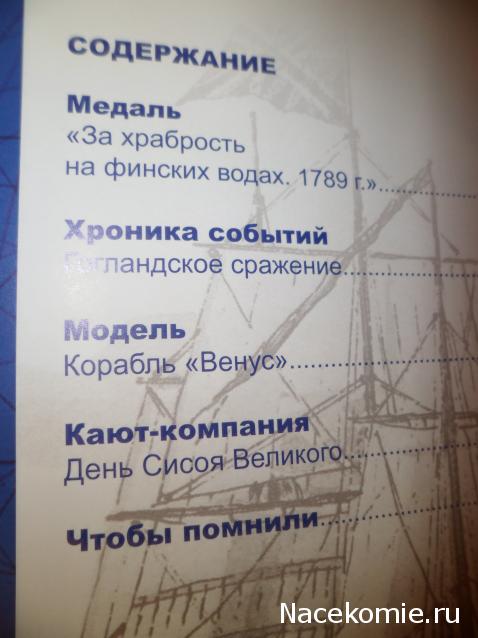 СОДЕРЖАНИЕ
Медаль
«За храбрость
на финских водах. 1789 г.»
Хроника событий
Гогландское сражение
Модель
Корабль «Венус»
Кают-компания
День Сисоя Великого
Чтобы помнили
Nacekomie.ru